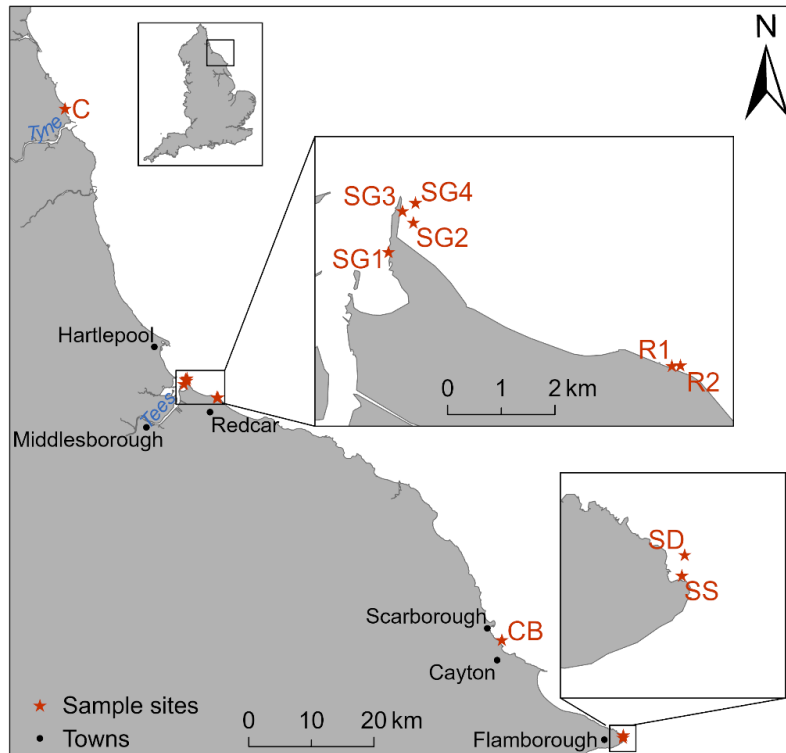 N
C
Tyne
SG3
SG4
SG2
SG1
R1
R2
0 1 2 km
Hartlepool
Tees
Redcar
Middlesborough
SD
SS
Scarborough
CB
Cayton
Sample sites
Towns
0 10 20 km
Flamborough